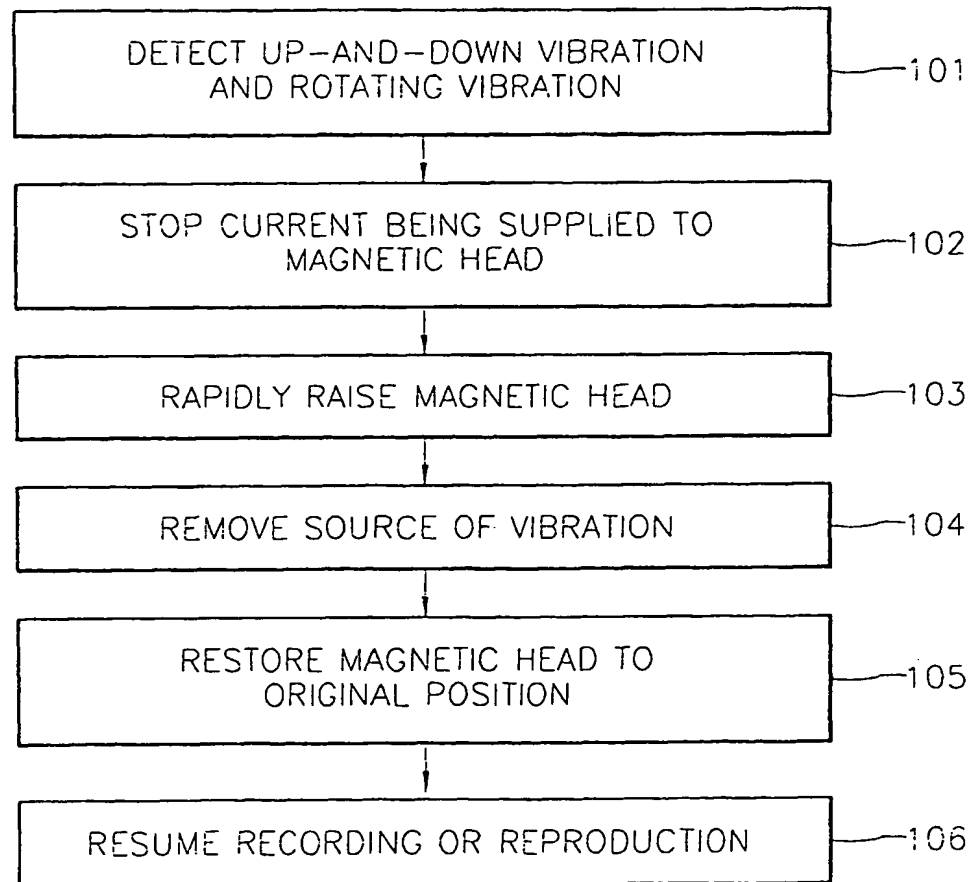 DETECT UP-AND-DOWN VIBRATION
AND ROTATING VIBRATION
101
STOP CURRENT BEING SUPPLIED TO
MAGNETIC HEAD
102
RAPIDLY RAISE MAGNETIC HEAD
103
REMOVE SOURCE OF VIBRATION
104
RESTORE MAGNETIC HEAD TO
ORIGINAL POSITION
105
RESUME RECORDING OR REPRODUCTION
106